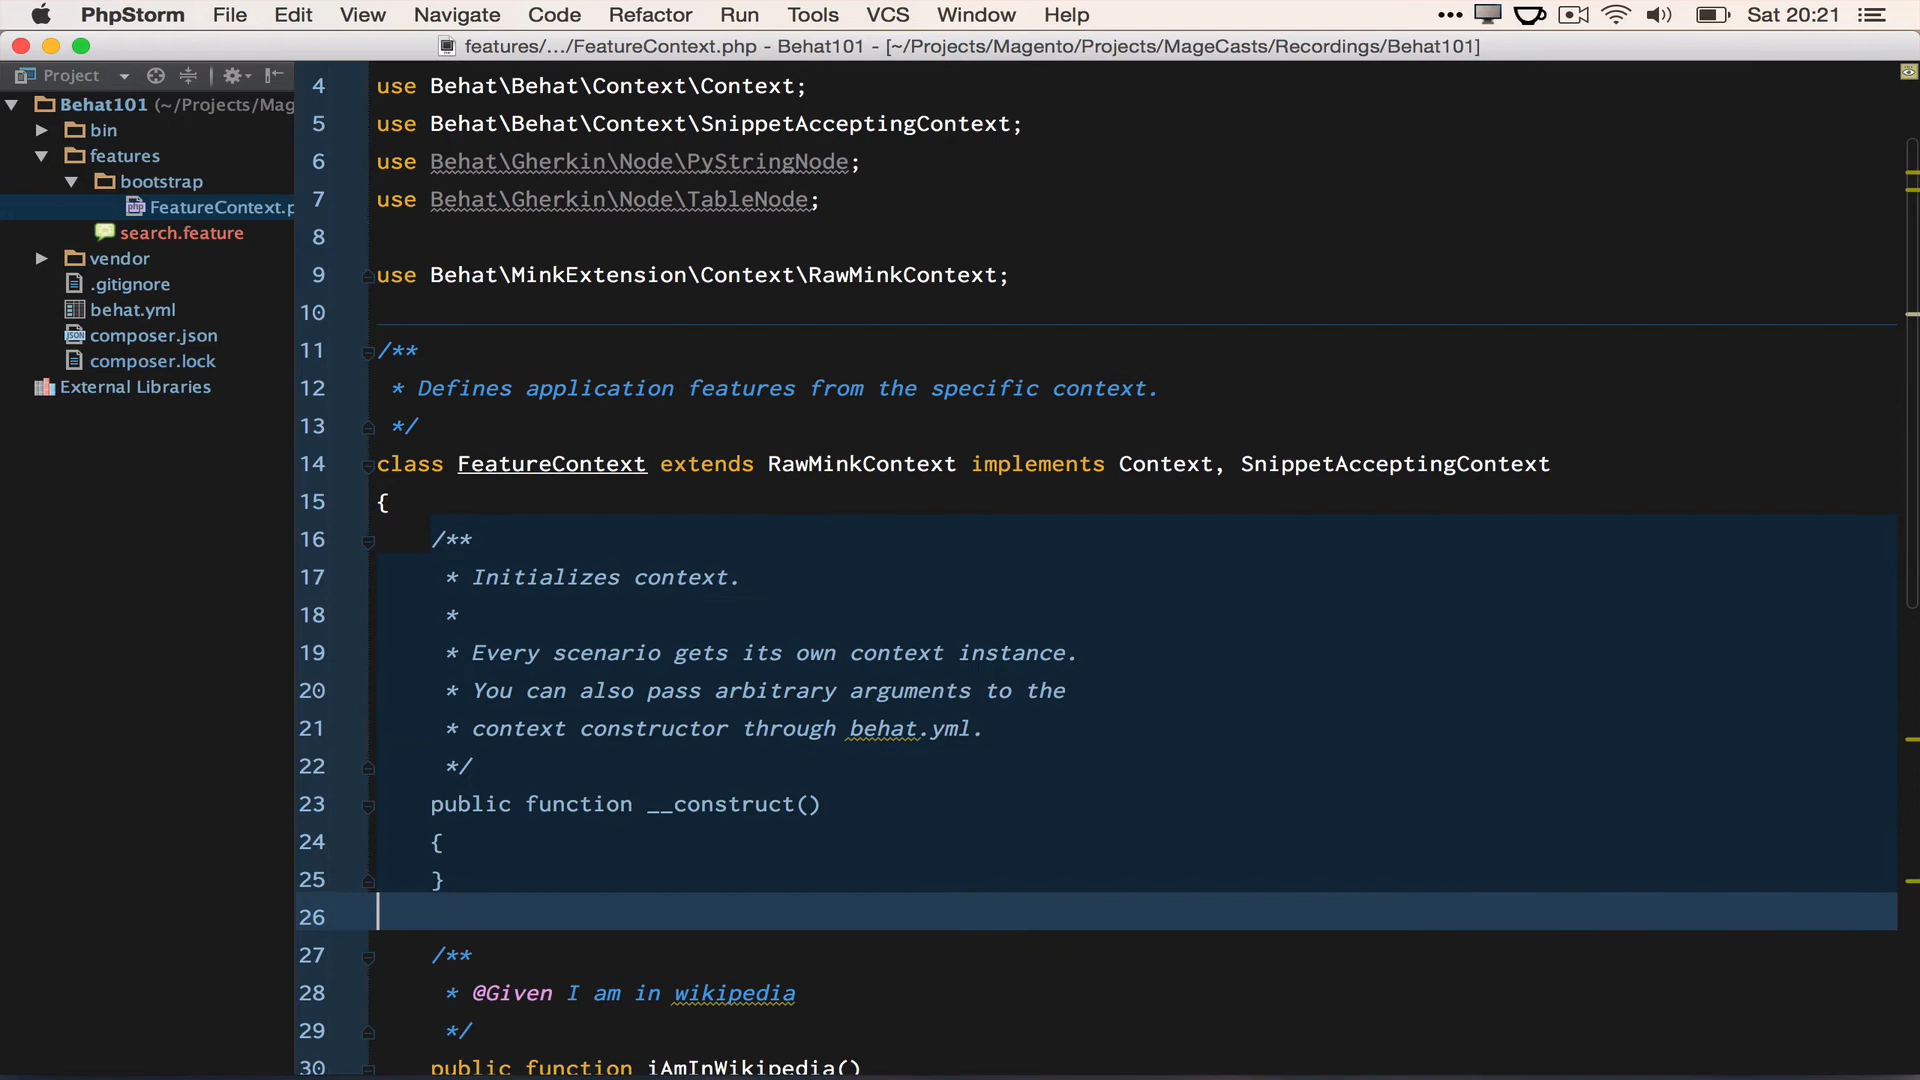 PhpStorm File Edit View Navigate Code Refactor Run Tools VCS Window Help Sat 20:21
features/.../FeatureContext.php - Behat101 - [~/Projects/Magento/Projects/MageCasts/Recordings/Behat101]
Project
Behat101 (~/Projects/Mag
bin
features
bootstrap
FeatureContext.p
search.feature
vendor
.gitignore
behat.yml
composer.json
composer.lock
External Libraries
4 use Behat\Behat\Context\Context;
5 use Behat\Behat\Context\SnippetAcceptingContext;
6 use Behat\Gherkin\Node\PyStringNode;
7 use Behat\Gherkin\Node\TableNode;
8
9 use Behat\MinkExtension\Context\RawMinkContext;
10
11 /**
12 * Defines application features from the specific context.
13 */
14 class FeatureContext extends RawMinkContext implements Context, SnippetAcceptingContext
15 {
16 /**
17 * Initializes context.
18 *
19 * Every scenario gets its own context instance.
20 * You can also pass arbitrary arguments to the
21 * context constructor through behat.yml.
22 */
23 public function __construct()
24 {
25 }
26
27 /**
28 * @Given I am in wikipedia
29 */
30 public function iAmInWikipedia()